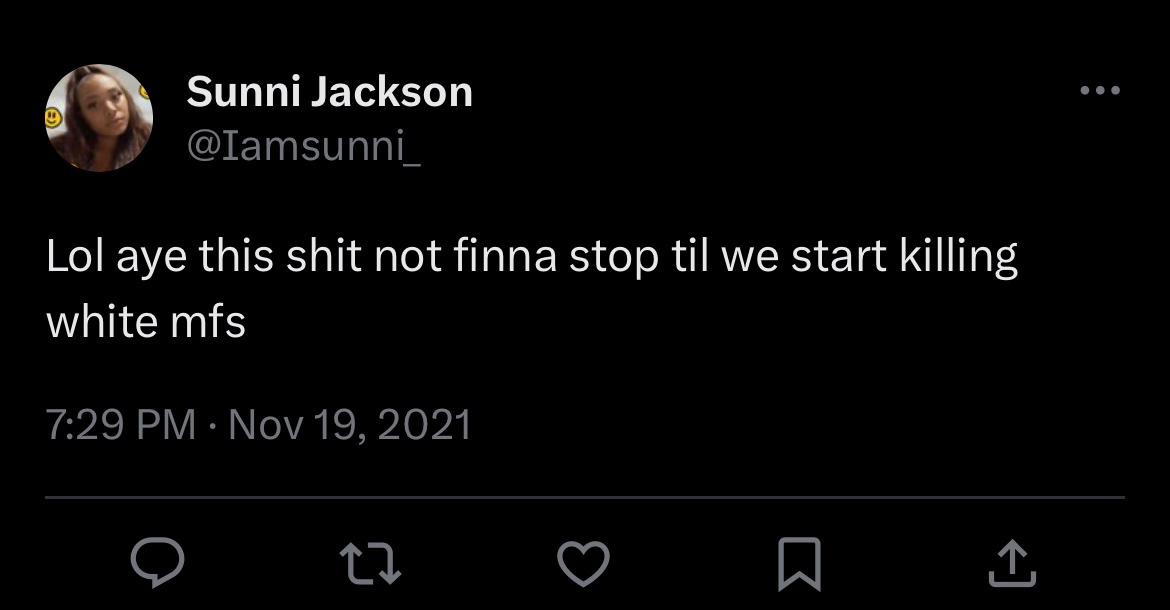 Sunni Jackson
@Iamsunni_
Lol aye this shit not finna stop til we start killing
white mfs
7:29 PM · Nov 19, 2021